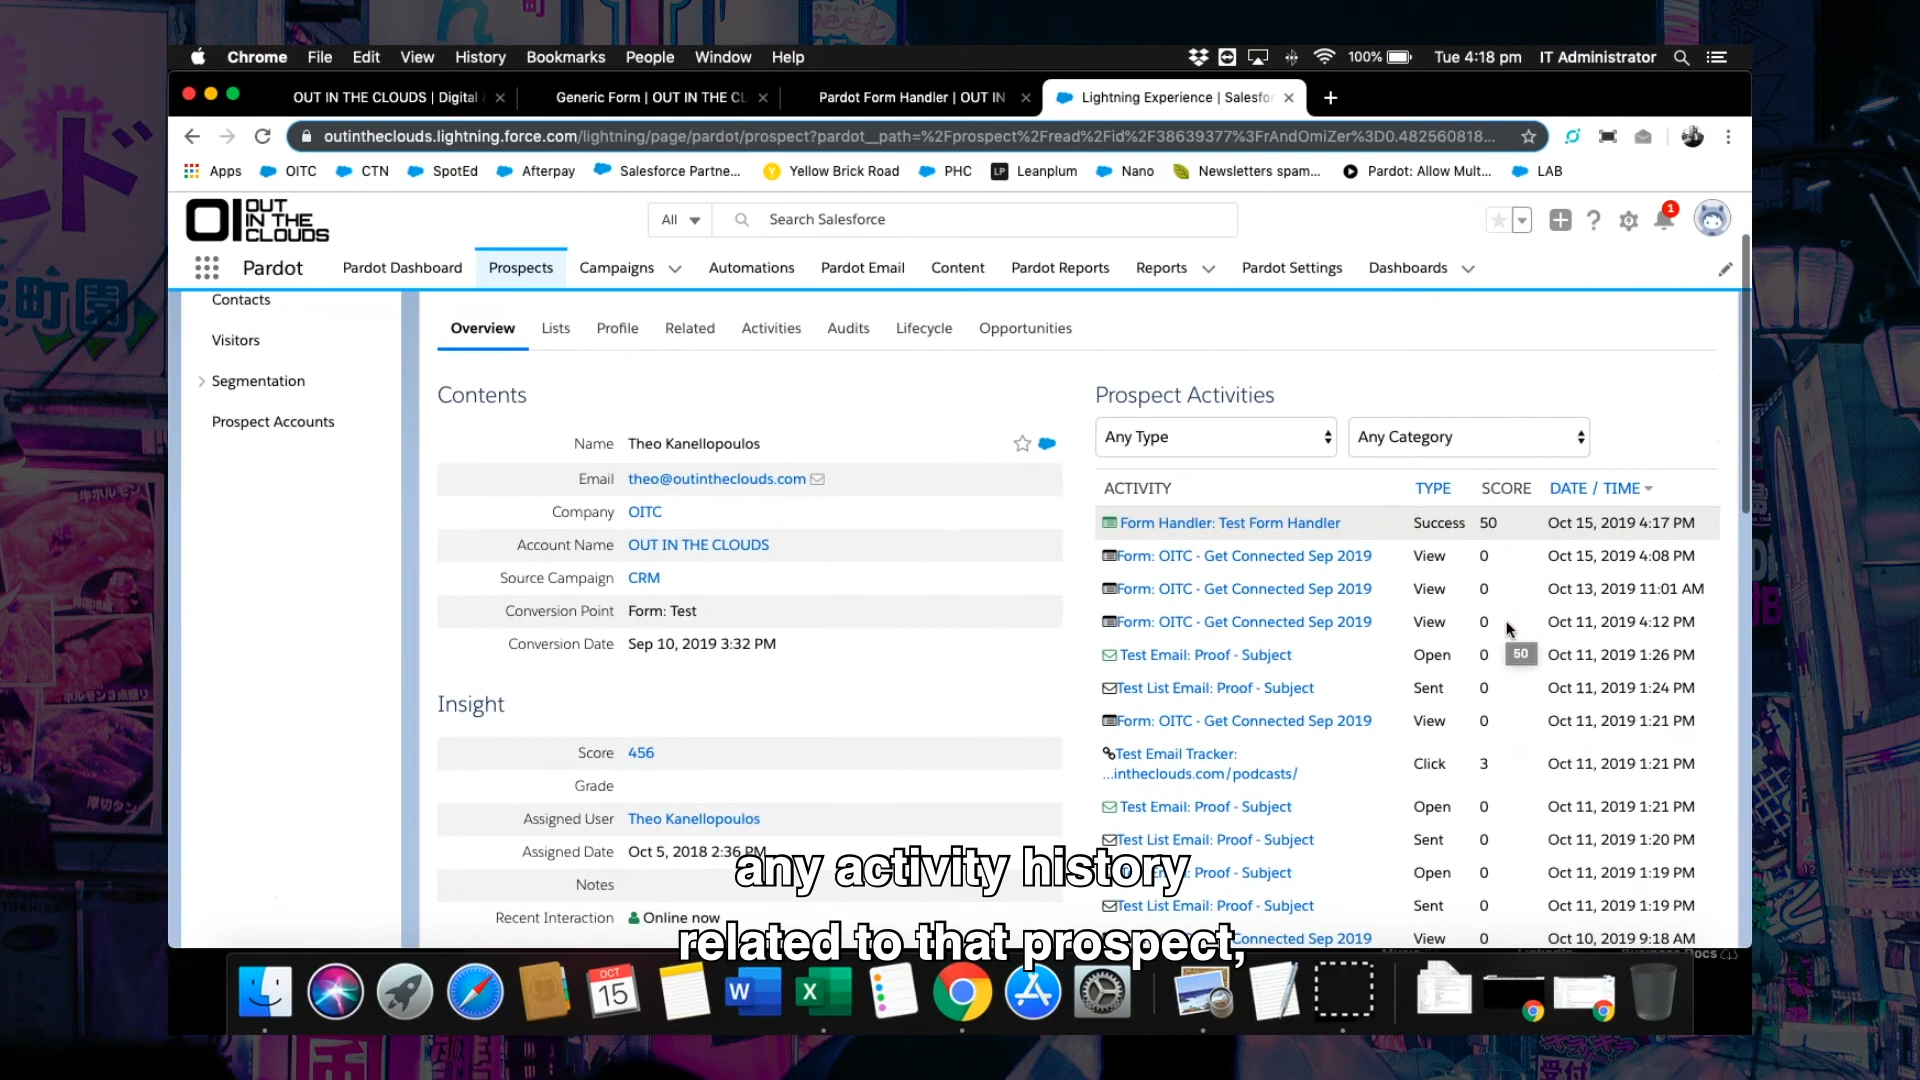 Chrome File Edit View History Bookmarks People Window Help 100% Tue 4:18 pm IT Administrator
OUT IN THE CLOUDS | Digital Generic Form | OUT IN THE CL Pardot Form Handler | OUT IN Lightning Experience | Salesfo
outintheclouds.lightning.force.com/lightning/page/pardot/prospect?pardot__path=%2Fprospect%2Fread%2Fid%2F38639377%3FrAndOmiZer%3D0.482560818...
Apps OITC CTN SpotEd Afterpay Salesforce Partne... Yellow Brick Road PHC LP Leanplum Nano Newsletters spam... Pardot: Allow Mult... LAB
OI OUT IN THE CLOUDS
All Search Salesforce 1
Pardot Pardot Dashboard Prospects Campaigns Automations Pardot Email Content Pardot Reports Reports Pardot Settings Dashboards
Contacts
Visitors
Segmentation
Prospect Accounts
Overview Lists Profile Related Activities Audits Lifecycle Opportunities
Contents
Name Theo Kanellopoulos
Email theo@outintheclouds.com
Company OITC
Account Name OUT IN THE CLOUDS
Source Campaign CRM
Conversion Point Form: Test
Conversion Date Sep 10, 2019 3:32 PM
Insight
Score 456
Grade
Assigned User Theo Kanellopoulos
Assigned Date Oct 5, 2018 2:36 PM
Notes
Recent Interaction Online now
Prospect Activities
Any Type Any Category
ACTIVITY TYPE SCORE DATE / TIME
Form Handler: Test Form Handler Success 50 Oct 15, 2019 4:17 PM
Form: OITC - Get Connected Sep 2019 View 0 Oct 15, 2019 4:08 PM
Form: OITC - Get Connected Sep 2019 View 0 Oct 13, 2019 11:01 AM
Form: OITC - Get Connected Sep 2019 View 0 Oct 11, 2019 4:12 PM
Test Email: Proof - Subject Open 0 50 Oct 11, 2019 1:26 PM
Test List Email: Proof - Subject Sent 0 Oct 11, 2019 1:24 PM
Form: OITC - Get Connected Sep 2019 View 0 Oct 11, 2019 1:21 PM
Test Email Tracker:
...intheclouds.com/podcasts/ Click 3 Oct 11, 2019 1:21 PM
Test Email: Proof - Subject Open 0 Oct 11, 2019 1:21 PM
Test List Email: Proof - Subject Sent 0 Oct 11, 2019 1:20 PM
: Proof - Subject Open 0 Oct 11, 2019 1:19 PM
Test List Email: Proof - Subject Sent 0 Oct 11, 2019 1:19 PM
Connected Sep 2019 View 0 Oct 10, 2019 9:18 AM
any activity history
related to that prospect,
OCT
15
W X